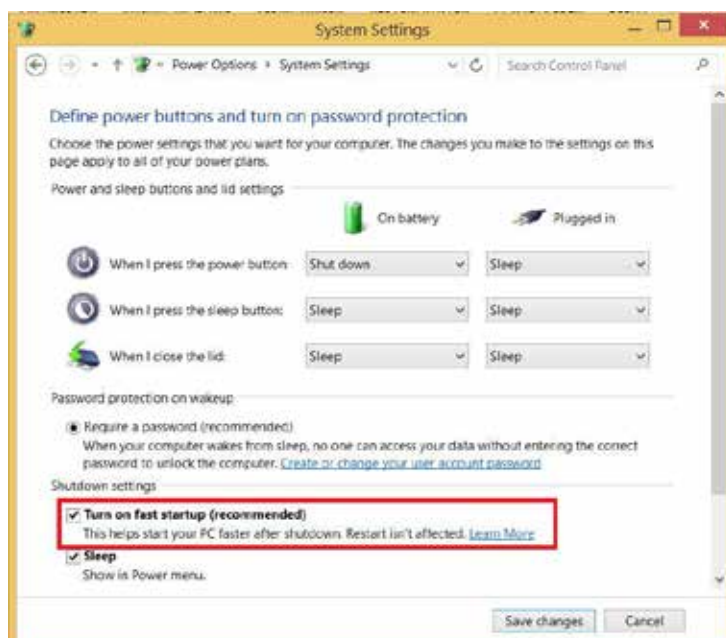 System Settings
Power Options System Settings
Search Control Panel
Define power buttons and turn on password protection
Choose the power settings that you want for your computer. The changes you make to the settings on this
page apply to all of your power plans.
Power and sleep buttons and lid settings
On battery Plugged in
When I press the power button: Shut down Sleep
When I press the sleep button: Sleep Sleep
When I close the lid: Sleep Sleep
Password protection on wakeup
Require a password (recommended)
When your computer wakes from sleep, no one can access your data without entering the correct
password to unlock the computer. Create or change your user account password
Shutdown settings
Turn on fast startup (recommended)
This helps start your PC faster after shutdown. Restart isn't affected. Learn More
Sleep
Show in Power menu.
Save changes Cancel